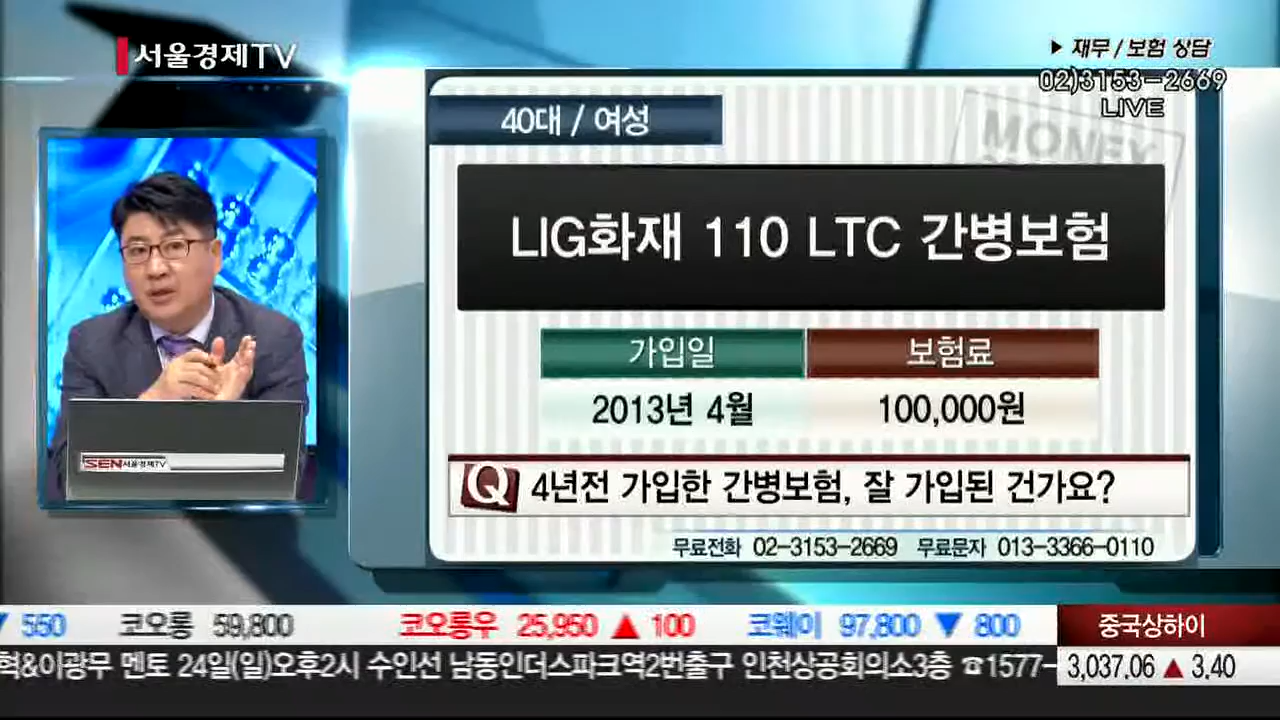 서울경제TV
▶ 재무 / 보험 상담
02)3153-2669
LIVE
MONEY
40대 / 여성
LIG화재 110 LTC 간병보험
가입일 보험료
2013년 4월 100,000원
Q 4년전 가입한 간병보험, 잘 가입된 건가요?
SEN 서울경제TV
무료전화 02-3153-2669 무료문자 013-3366-0110
▼ 550 코오롱 59,800 코오롱우 25,950 ▲ 100 코웨이 97,800 ▼ 800 중국상하이
혁&이광무 멘토 24일(일)오후2시 수인선 남동인더스파크역2번출구 인천상공회의소3층 ☎1577- 3,037.06 ▲ 3.40